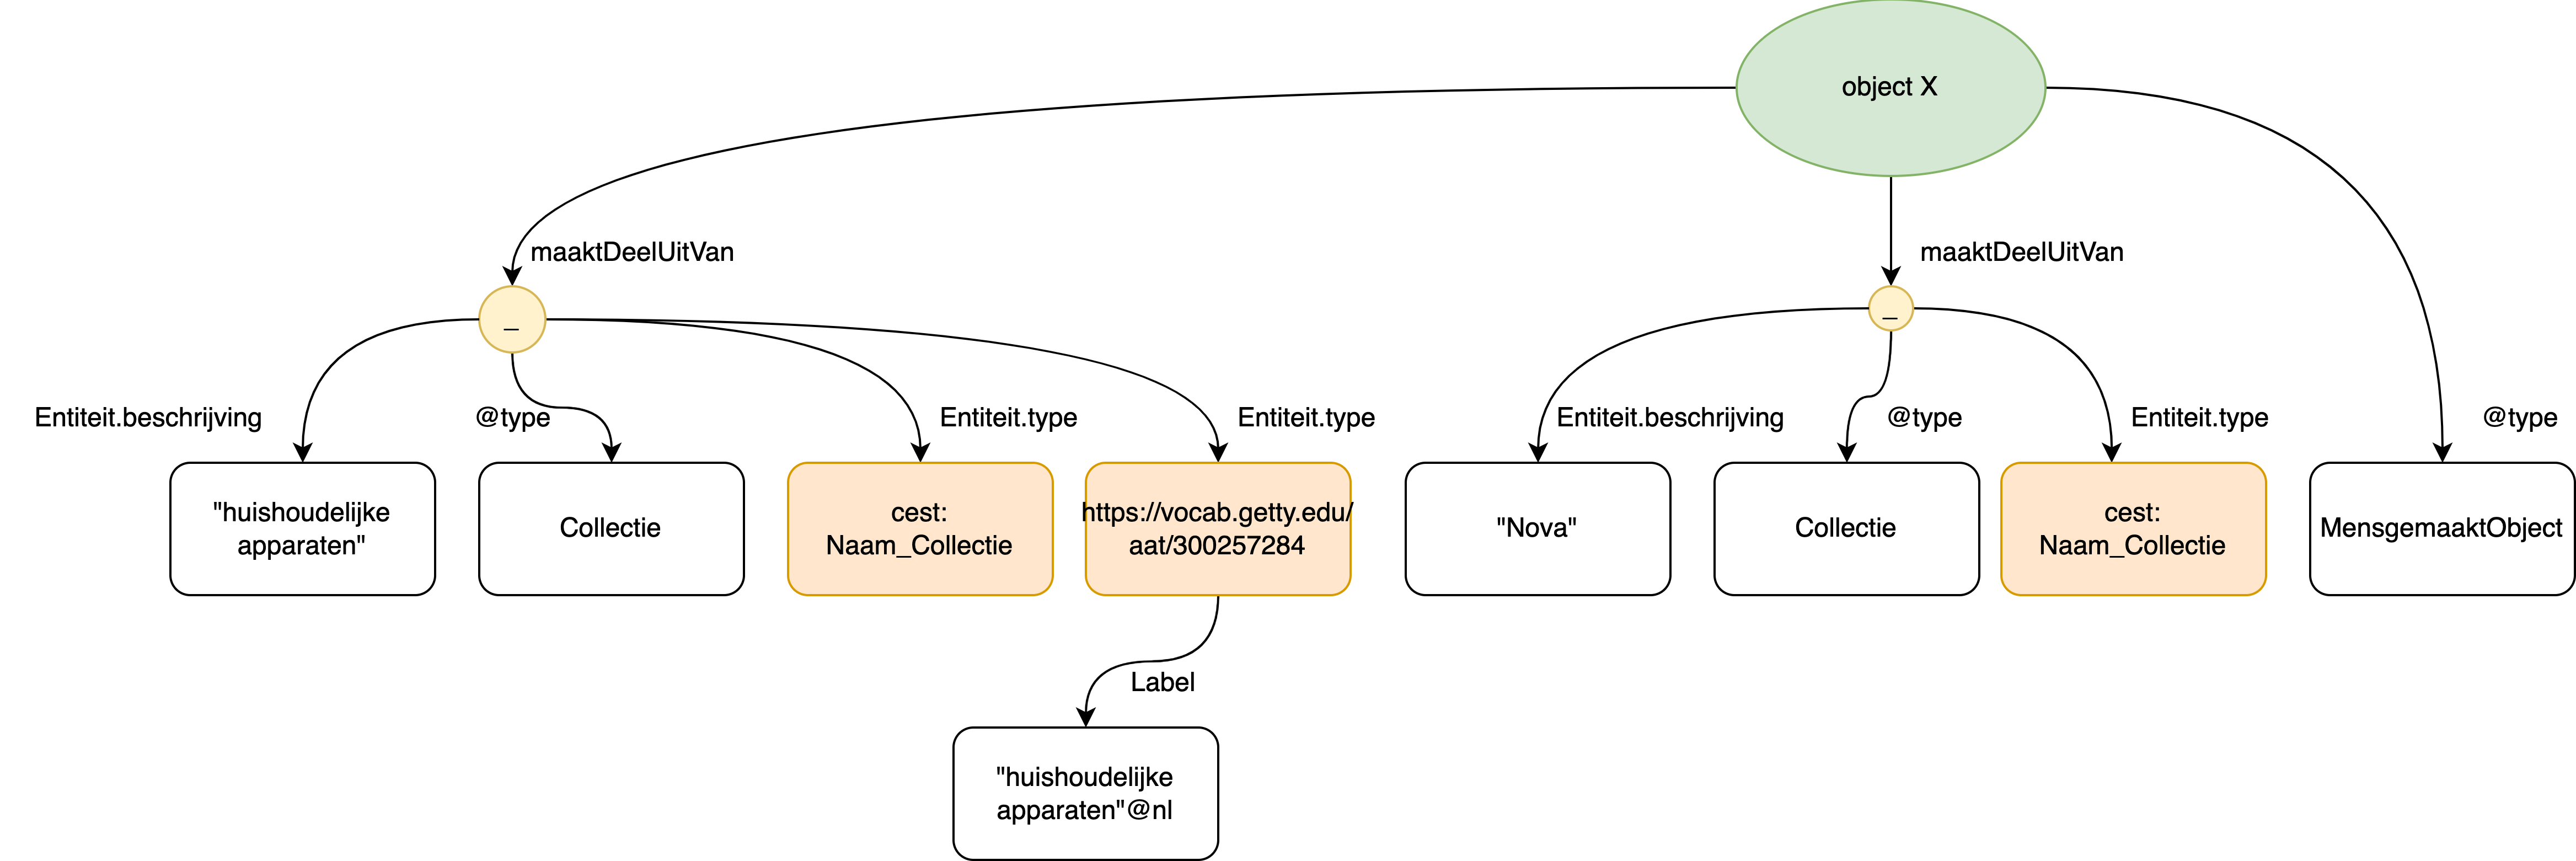 object X
maaktDeelUitVan
maaktDeelUitVan
_
_
Entiteit.beschrijving
@type
Entiteit.type
Entiteit.type
Entiteit.beschrijving
@type
Entiteit.type
@type
"huishoudelijke
apparaten"
Collectie
cest:
Naam_Collectie
https://vocab.getty.edu/
aat/300257284
"Nova"
Collectie
cest:
Naam_Collectie
MensgemaaktObject
Label
"huishoudelijke
apparaten"@nl